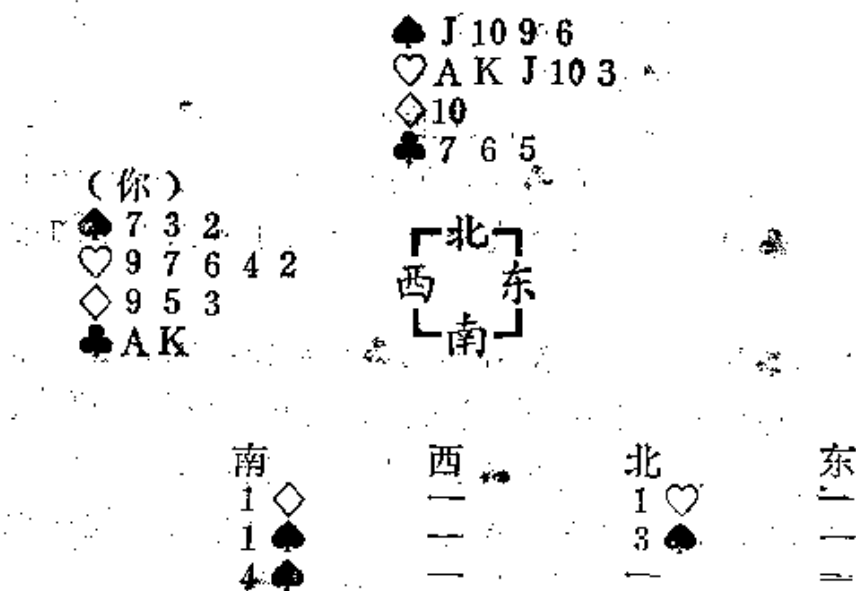 ♠ J 10 9 6
♡ A K J 10 3
◇ 10
♣ 7 6 5
(你)
♠ 7 3 2
♡ 9 7 6 4 2
◇ 9 5 3
♣ A K
北
西 东
南
南 西 北 东
1 ◇ — 1 ♡ —
1 ♠ — 3 ♠ —
4 ♠ — — =